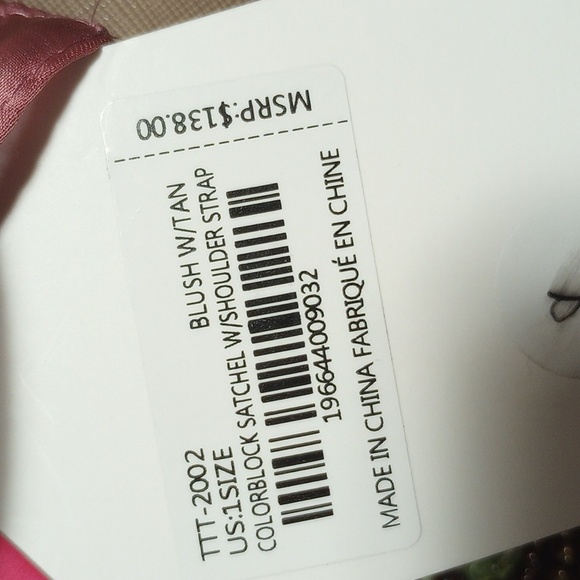 TTT-2002 BLUSH W/TAN
US:1SIZE
COLORBLOCK SATCHEL W/SHOULDER STRAP
196644009032
MADE IN CHINA FABRIQUÉ EN CHINE
MSRP:$138.00